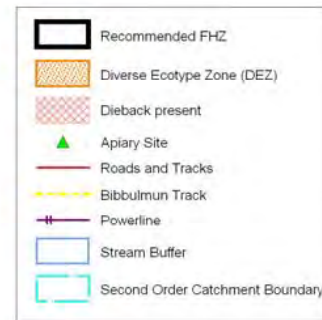 Recommended FHZ
Diverse Ecotype Zone (DEZ)
Dieback present
Apiary Site
Roads and Tracks
Bibbulmun Track
Powerline
Stream Buffer
Second Order Catchment Boundary